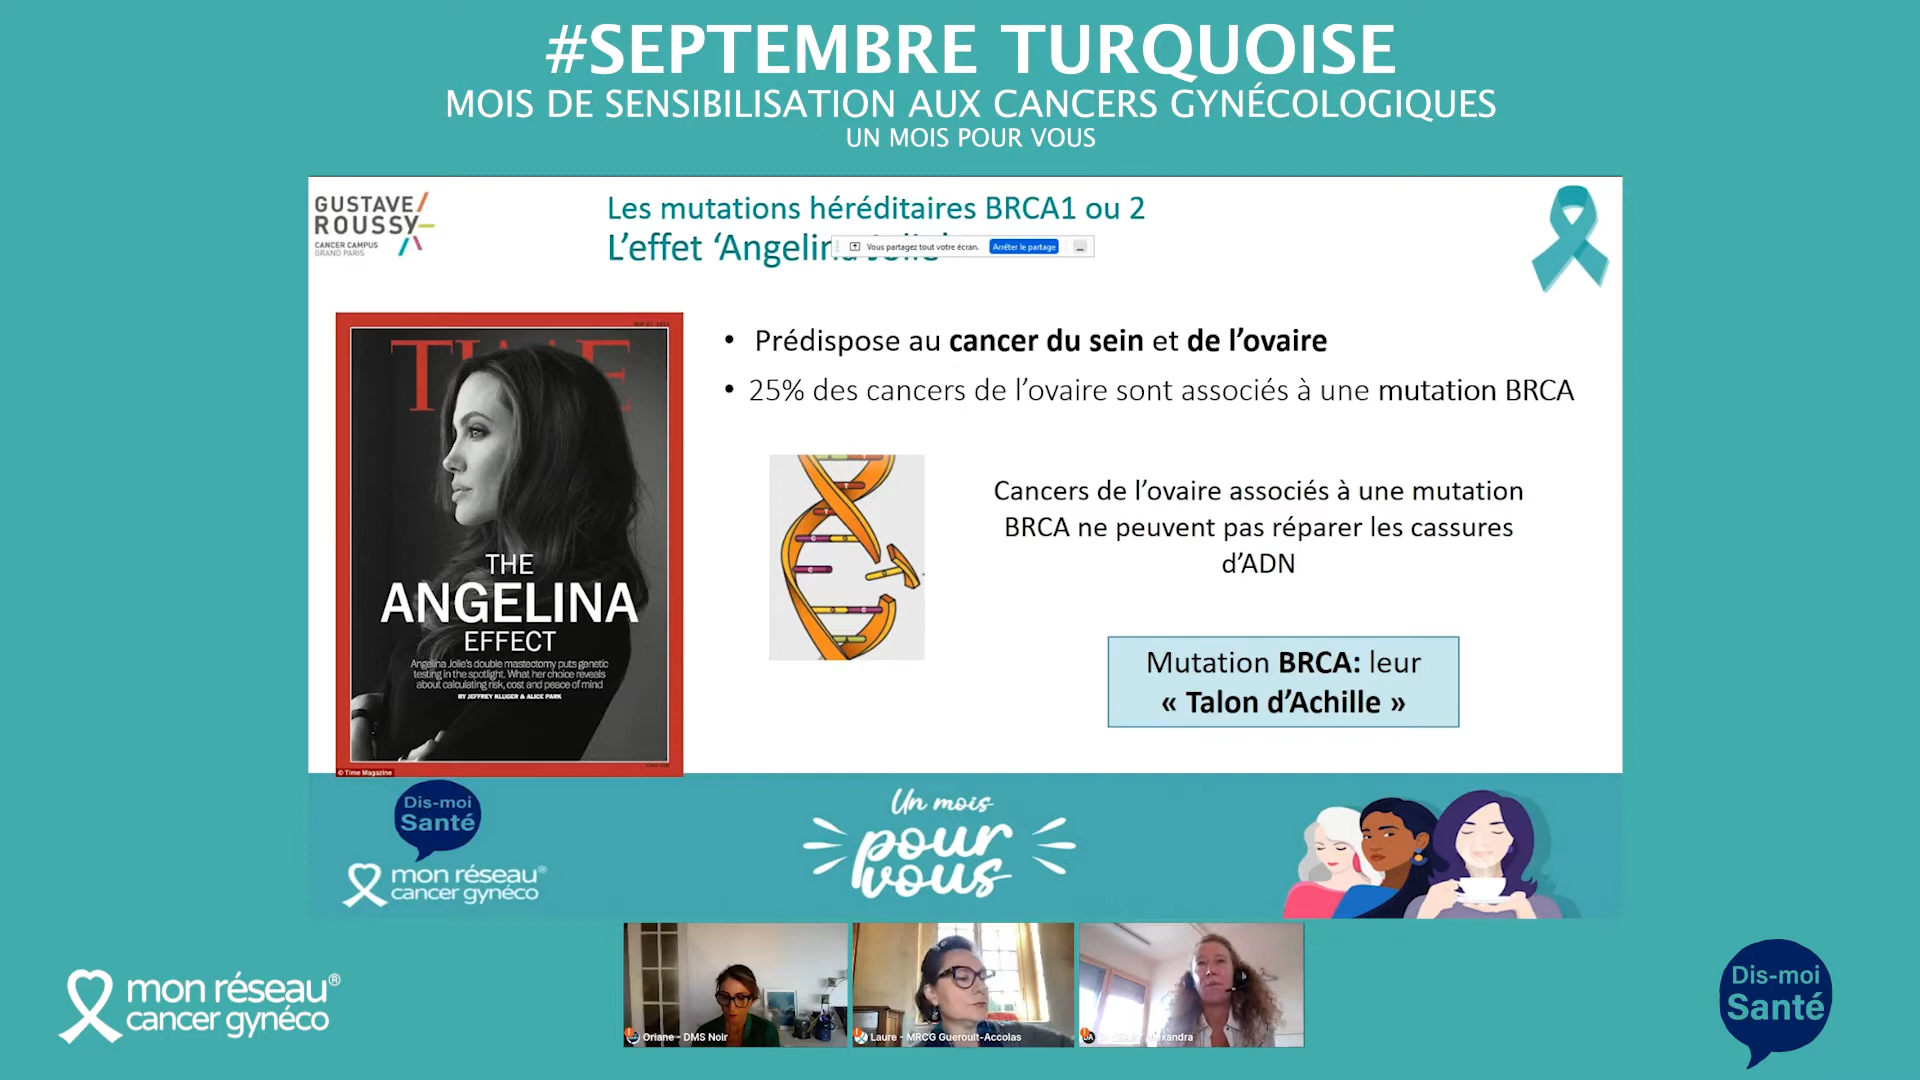 #SEPTEMBRE TURQUOISE
MOIS DE SENSIBILISATION AUX CANCERS GYNÉCOLOGIQUES
UN MOIS POUR VOUS
GUSTAVE/
ROUSSY
CANCER CAMPUS
GRAND PARIS
Les mutations héréditaires BRCA1 ou 2
L’effet ‘Angelina Jolie’
Vous partagez tout votre écran. Arrêter le partage
• Prédispose au cancer du sein et de l’ovaire
• 25% des cancers de l’ovaire sont associés à une mutation BRCA
TIME
THE
ANGELINA
EFFECT
Angelina Jolie's double mastectomy puts genetic
testing in the spotlight. What her choice reveals
about calculating risk, cost and peace of mind
BY JEFFREY KLUGER & ALICE PARK
© Time Magazine
Cancers de l’ovaire associés à une mutation
BRCA ne peuvent pas réparer les cassures
d’ADN
Mutation BRCA: leur
« Talon d’Achille »
Dis-moi
Santé
mon réseau®
cancer gynéco
Un mois
pour
vous
Oriane - DMS Noir
Laure - MRCG Gueroult-Accolas
mon réseau®
cancer gynéco
Dis-moi
Santé